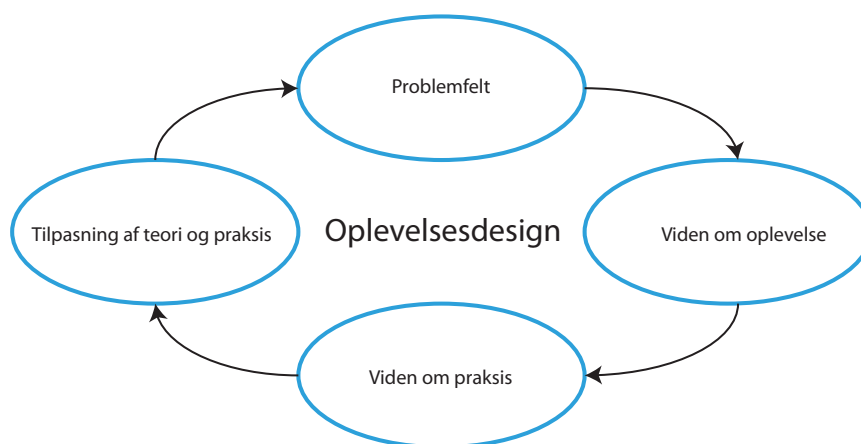 Problemfelt
Tilpasning af teori og praksis
Oplevelsesdesign
Viden om oplevelse
Viden om praksis